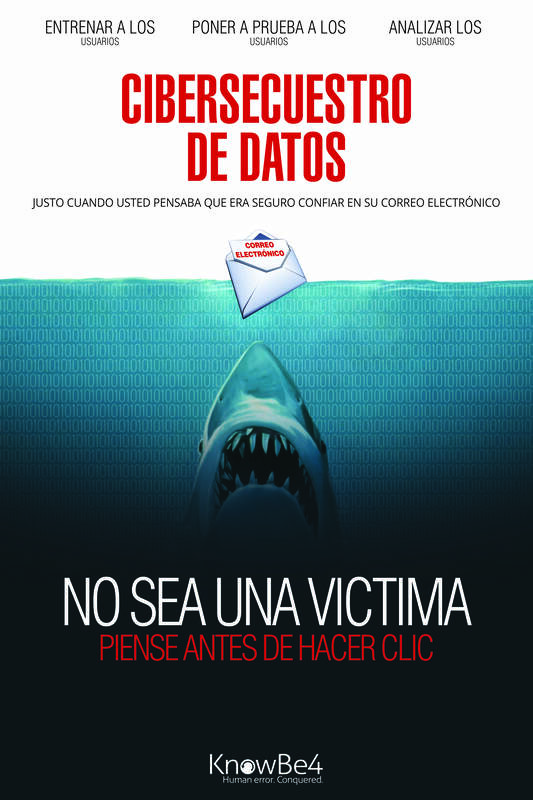 ENTRENAR A LOS PONER A PRUEBA A LOS ANALIZAR LOS
USUARIOS USUARIOS USUARIOS
CIBERSECUESTRO
DE DATOS
JUSTO CUANDO USTED PENSABA QUE ERA SEGURO CONFIAR EN SU CORREO ELECTRÓNICO
CORREO
ELECTRÓNICO
NO SEA UNA VICTIMA
PIENSE ANTES DE HACER CLIC
KnowBe4
Human error. Conquered.